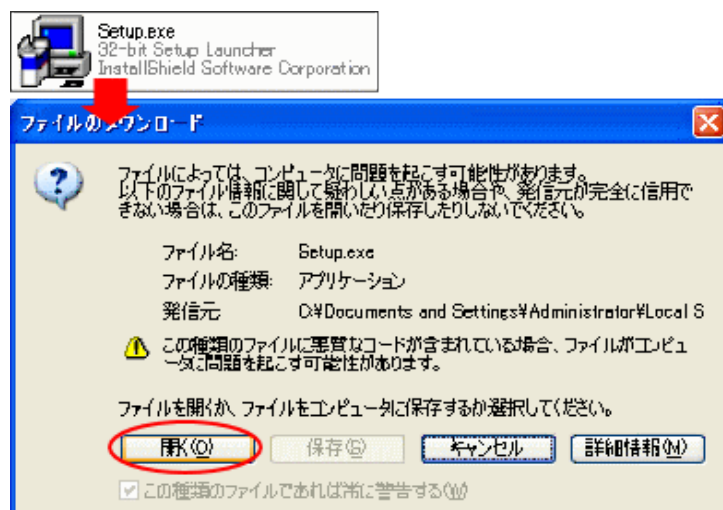 Setup.exe
32-bit Setup Launcher
InstallShield Software Corporation
ファイルのダウンロード
ファイルによっては、コンピュータに問題を起こす可能性があります。
以下のファイル情報に関して疑わしい点がある場合や、発信元が完全に信用で
きない場合は、このファイルを開いたり保存したりしないでください。
ファイル名: Setup.exe
ファイルの種類: アプリケーション
発信元: C:¥Documents and Settings¥Administrator¥Local S
この種類のファイルに悪質なコードが含まれている場合、ファイルがコンピュ
ータに問題を起こす可能性があります。
ファイルを開くか、ファイルをコンピュータに保存するか選択してください。
開く(O) 保存(S) キャンセル 詳細情報(M)
この種類のファイルであれば常に警告する(W)